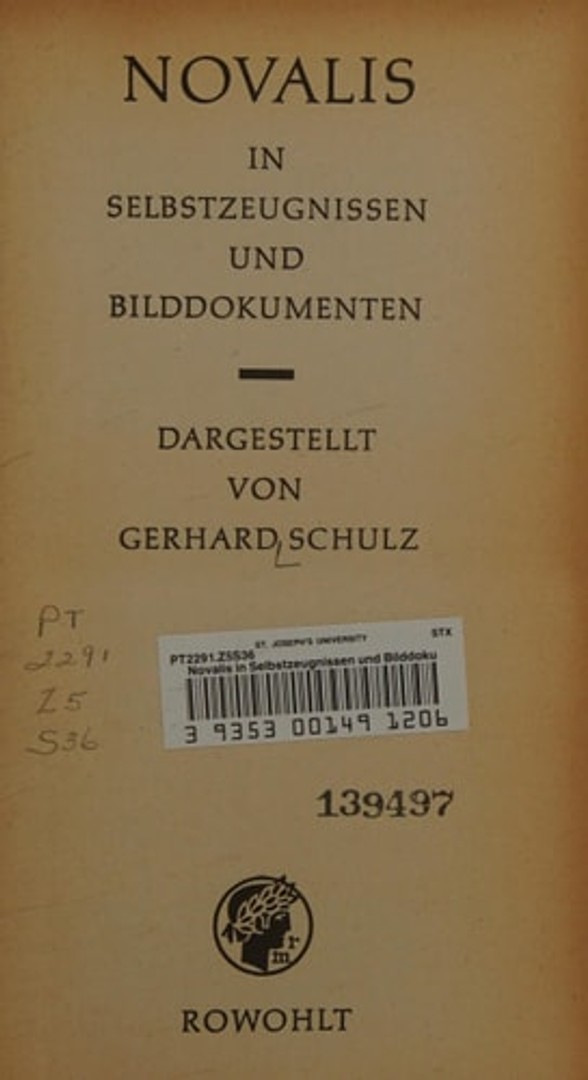 NOVALIS
IN
SELBSTZEUGNISSEN
UND
BILDDOKUMENTEN
DARGESTELLT
VON
GERHARD SCHULZ
PT
2291
Z5
S36
ST. JOSEPH'S UNIVERSITY STX
PT2291.Z5S36
Novalis in Selbstzeugnissen und Bilddoku
3 9353 00149 1206
139497
r
m
ROWOHLT